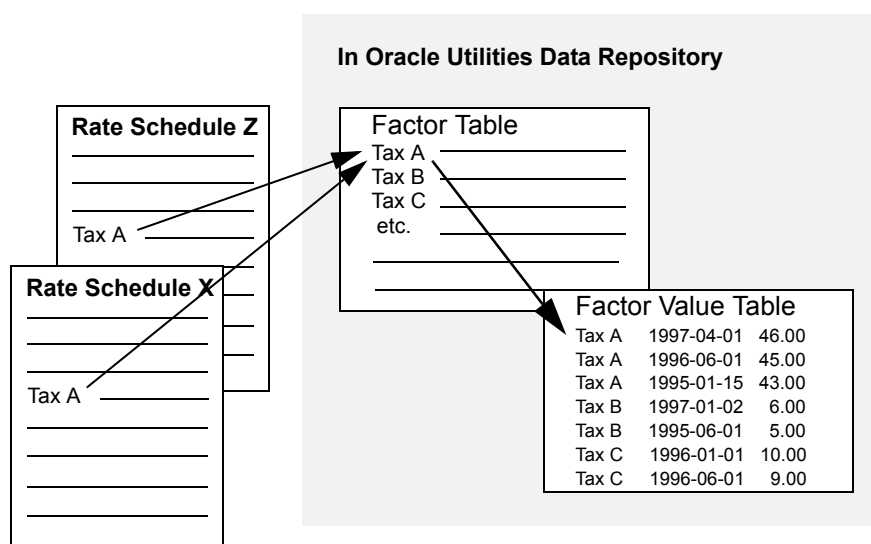 In Oracle Utilities Data Repository
Rate Schedule Z
Tax A
Rate Schedule X
Tax A
Factor Table
Tax A
Tax B
Tax C
etc.
Factor Value Table
Tax A 1997-04-01 46.00
Tax A 1996-06-01 45.00
Tax A 1995-01-15 43.00
Tax B 1997-01-02 6.00
Tax B 1995-06-01 5.00
Tax C 1996-01-01 10.00
Tax C 1996-06-01 9.00